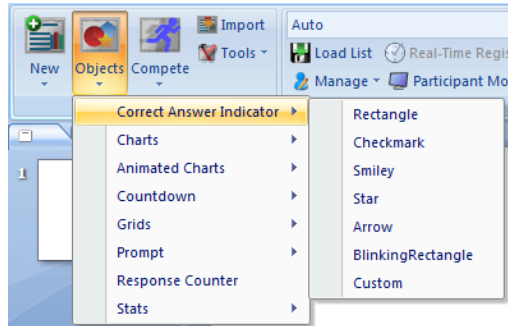 Import
Auto
Tools
Load List
Real-Time Regis
New
Objects
Compete
Manage
Participant Mo
Correct Answer Indicator
Charts
Animated Charts
Countdown
Grids
Prompt
Response Counter
Stats
Rectangle
Checkmark
Smiley
Star
Arrow
BlinkingRectangle
Custom
1